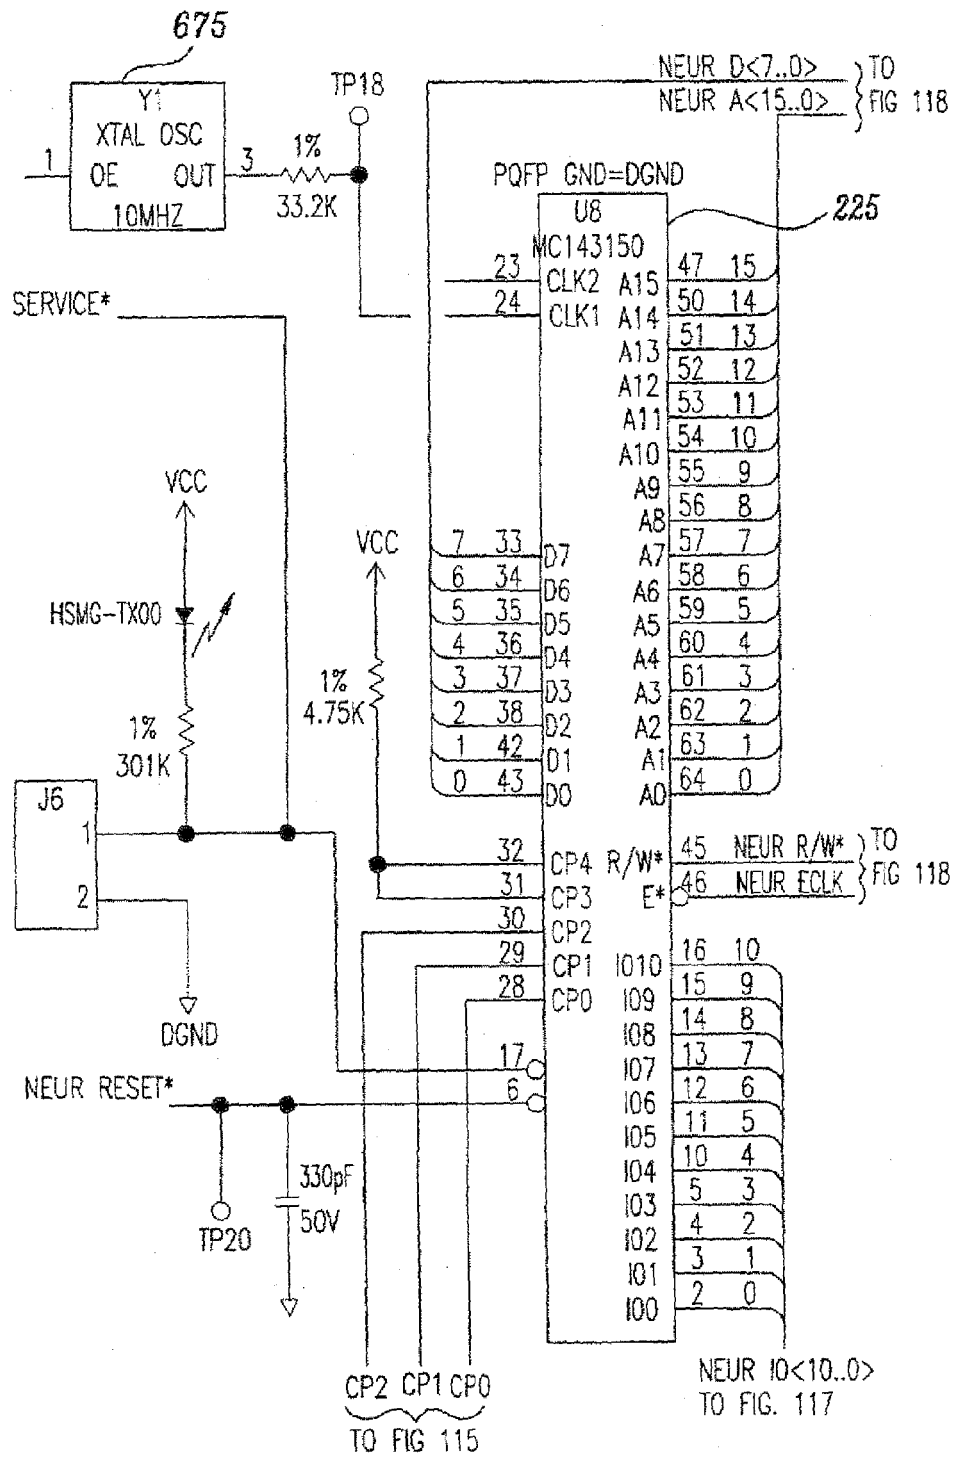 675
Y1
XTAL OSC
1 OE OUT 3
10MHZ
1%
33.2K
TP18
NEUR D<7..0>
NEUR A<15..0>
TO
FIG 118
PQFP GND=DGND
U8
MC143150
225
SERVICE*
23 CLK2
24 CLK1
A15 47 15
A14 50 14
A13 51 13
A12 52 12
A11 53 11
A10 54 10
A9 55 9
A8 56 8
A7 57 7
A6 58 6
A5 59 5
A4 60 4
A3 61 3
A2 62 2
A1 63 1
A0 64 0
7 33 D7
6 34 D6
5 35 D5
4 36 D4
3 37 D3
2 38 D2
1 42 D1
0 43 D0
VCC
HSMG-TX00
1%
301K
VCC
1%
4.75K
J6
1
2
DGND
32 CP4
31 CP3
30 CP2
29 CP1
28 CP0
17
6
R/W* 45 NEUR R/W*
E* 46 NEUR ECLK
TO
FIG 118
IO10 16 10
IO9 15 9
IO8 14 8
IO7 13 7
IO6 12 6
IO5 11 5
IO4 10 4
IO3 5 3
IO2 4 2
IO1 3 1
IO0 2 0
NEUR RESET*
TP20
330pF
50V
CP2 CP1 CP0
TO FIG 115
NEUR IO<10..0>
TO FIG. 117